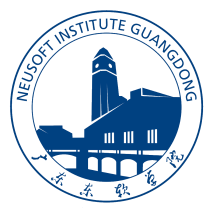 NEUSOFT INSTITUTE GUANGDONG
广东东软学院